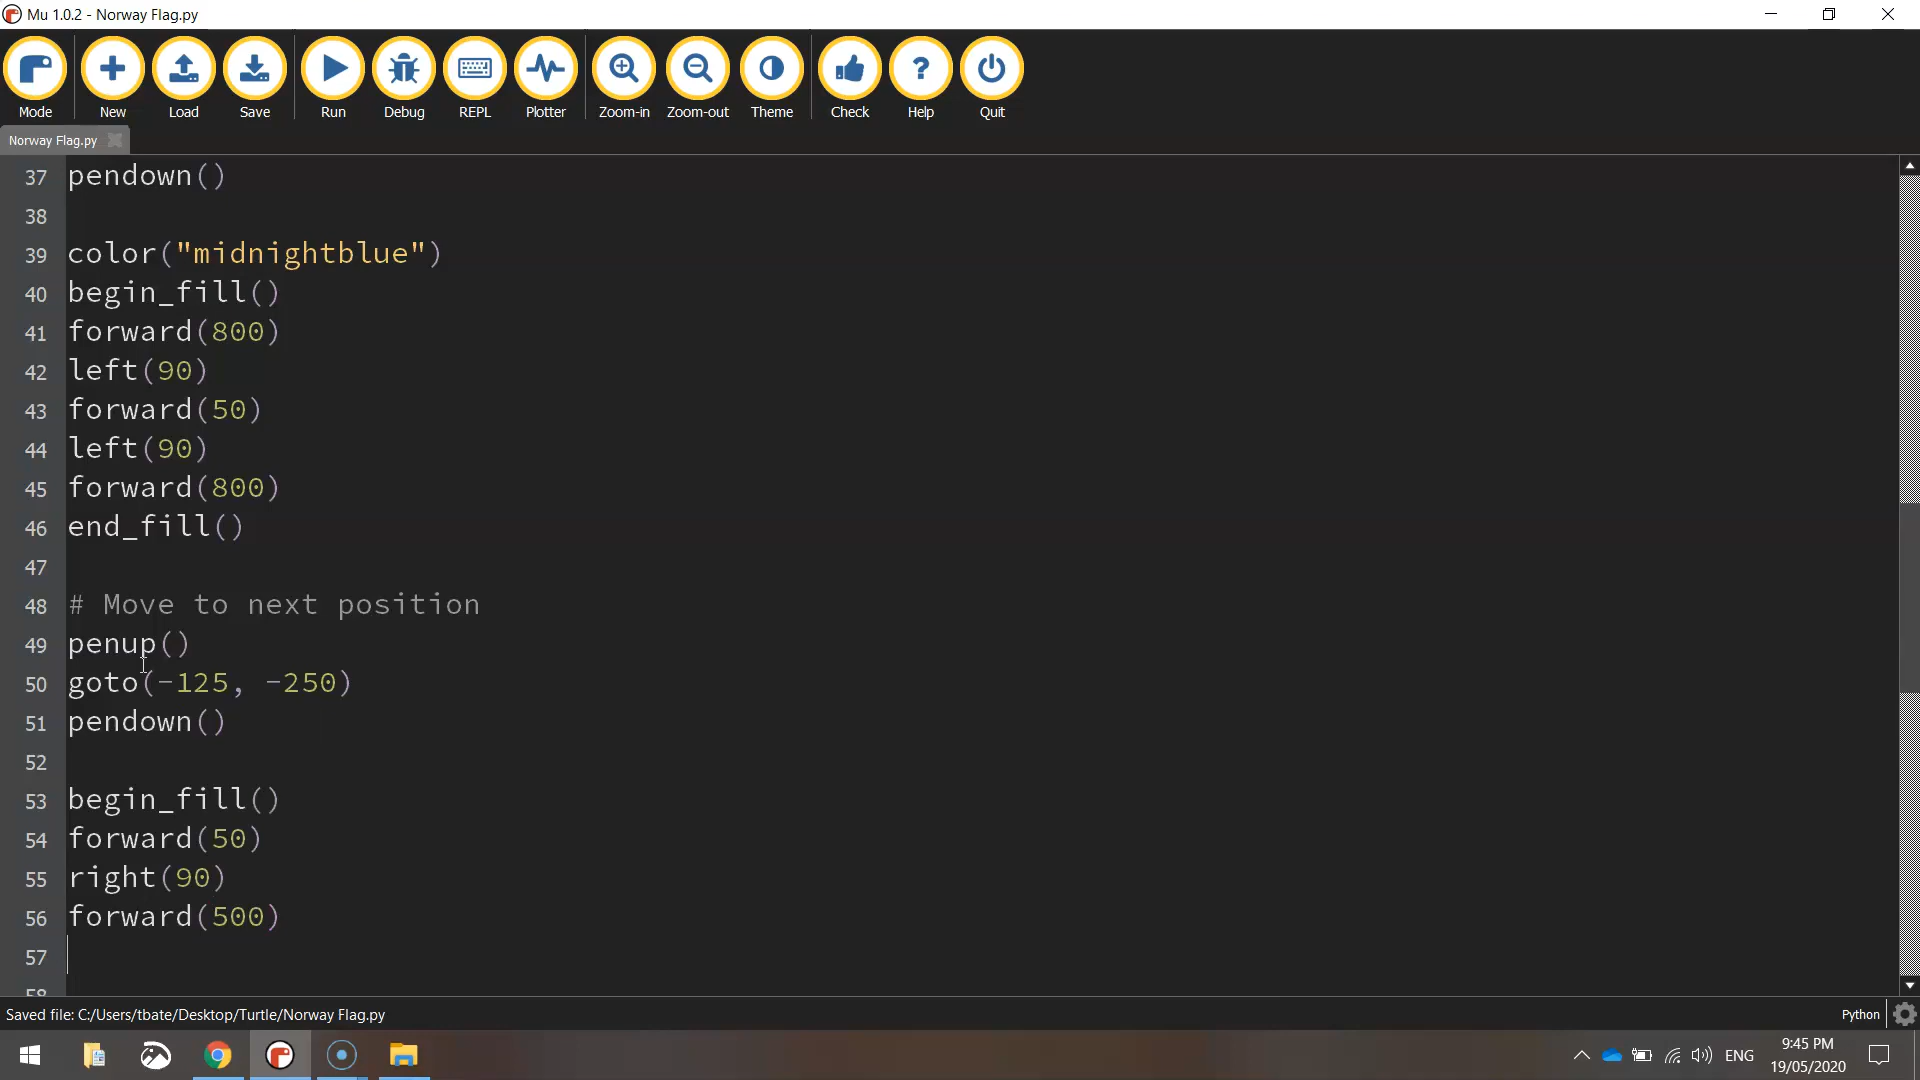 Mu 1.0.2 - Norway Flag.py
Mode New Load Save Run Debug REPL Plotter Zoom-in Zoom-out Theme Check Help Quit
Norway Flag.py
37 pendown()
38
39 color("midnightblue")
40 begin_fill()
41 forward(800)
42 left(90)
43 forward(50)
44 left(90)
45 forward(800)
46 end_fill()
47
48 # Move to next position
49 penup()
50 goto(-125, -250)
51 pendown()
52
53 begin_fill()
54 forward(50)
55 right(90)
56 forward(500)
57
58
Saved file: C:/Users/tbate/Desktop/Turtle/Norway Flag.py
Python
ENG
9:45 PM
19/05/2020